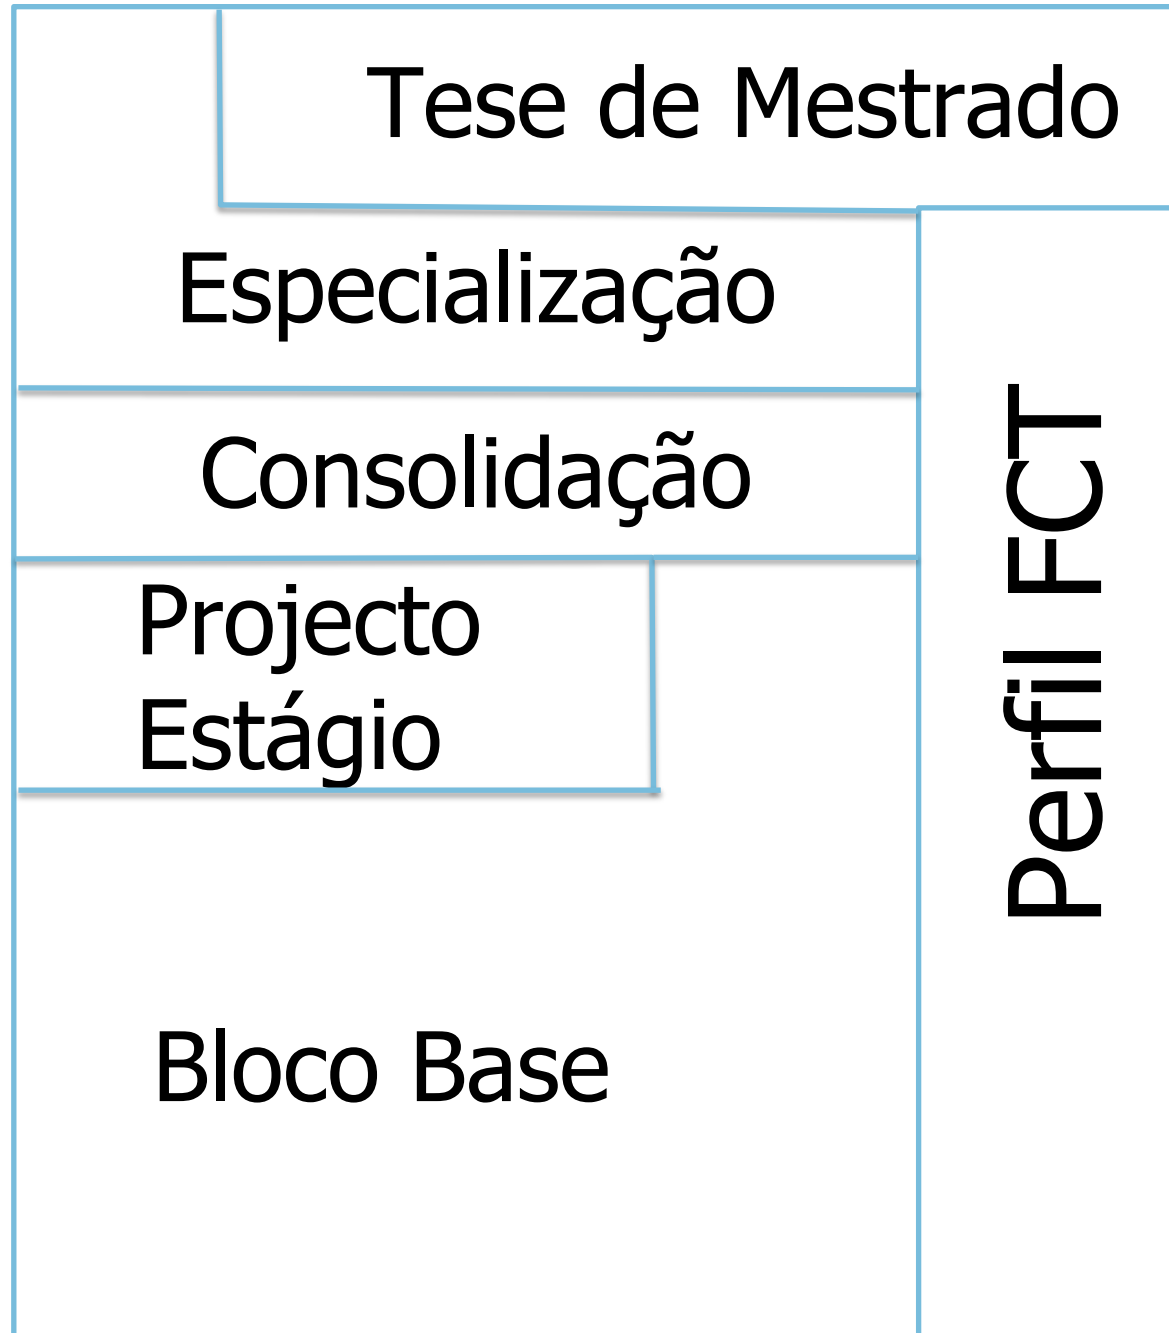 Tese de Mestrado
Especialização
Consolidação
Projecto
Estágio
Bloco Base
Perfil FCT